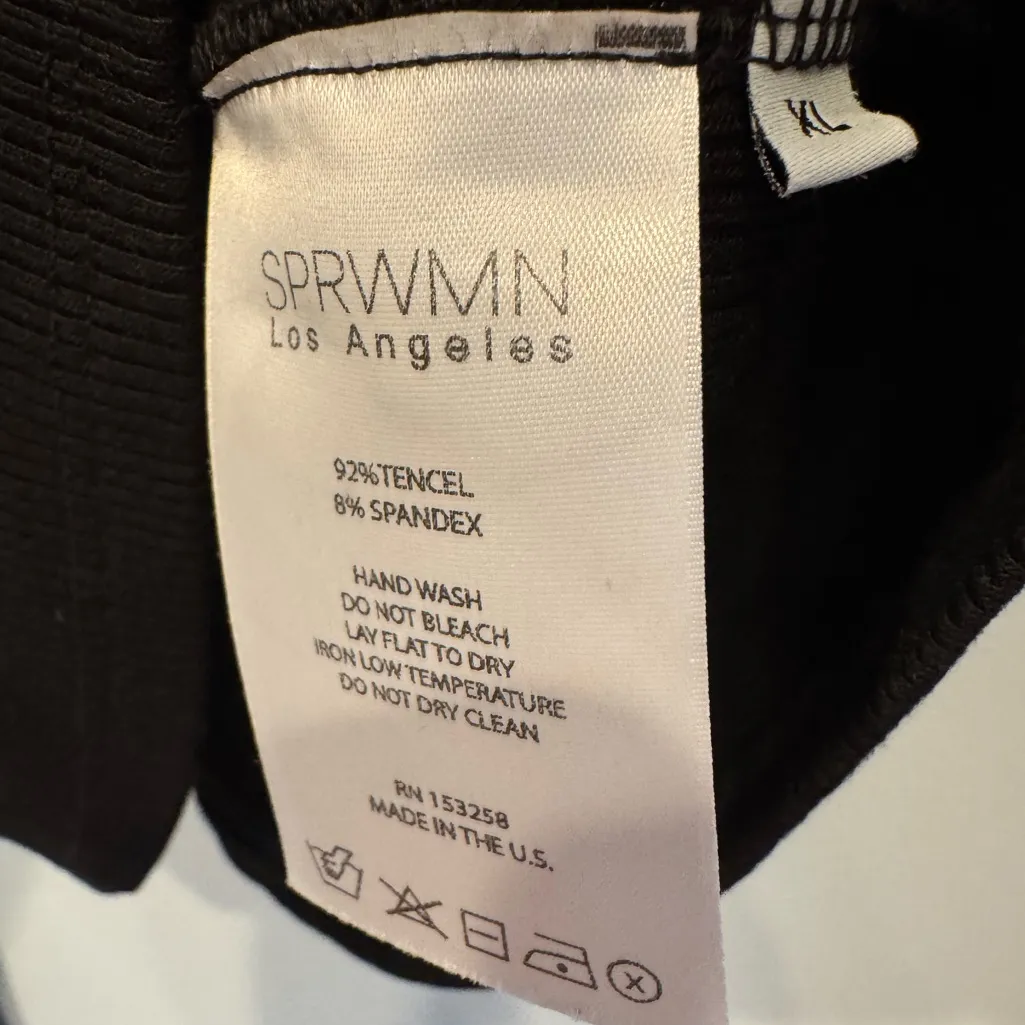 XL
SPRWMN
Los Angeles
92% TENCEL
8% SPANDEX
HAND WASH
DO NOT BLEACH
LAY FLAT TO DRY
IRON LOW TEMPERATURE
DO NOT DRY CLEAN
RN 153258
MADE IN THE U.S.